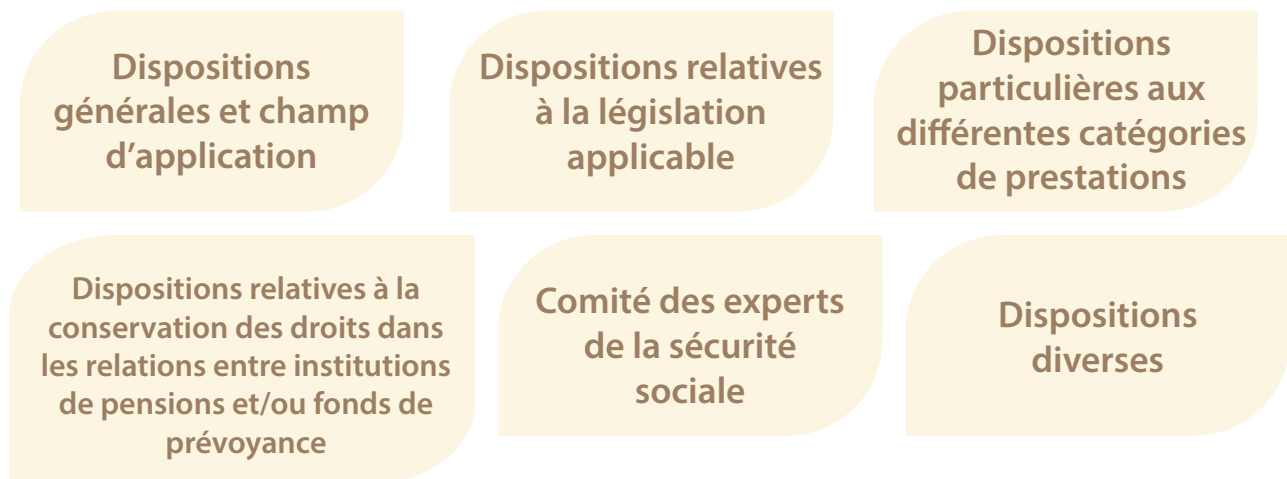 Dispositions
générales et champ
d’application
Dispositions relatives
à la législation
applicable
Dispositions
particulières aux
différentes catégories
de prestations
Dispositions relatives à la
conservation des droits dans
les relations entre institutions
de pensions et/ou fonds de
prévoyance
Comité des experts
de la sécurité
sociale
Dispositions
diverses